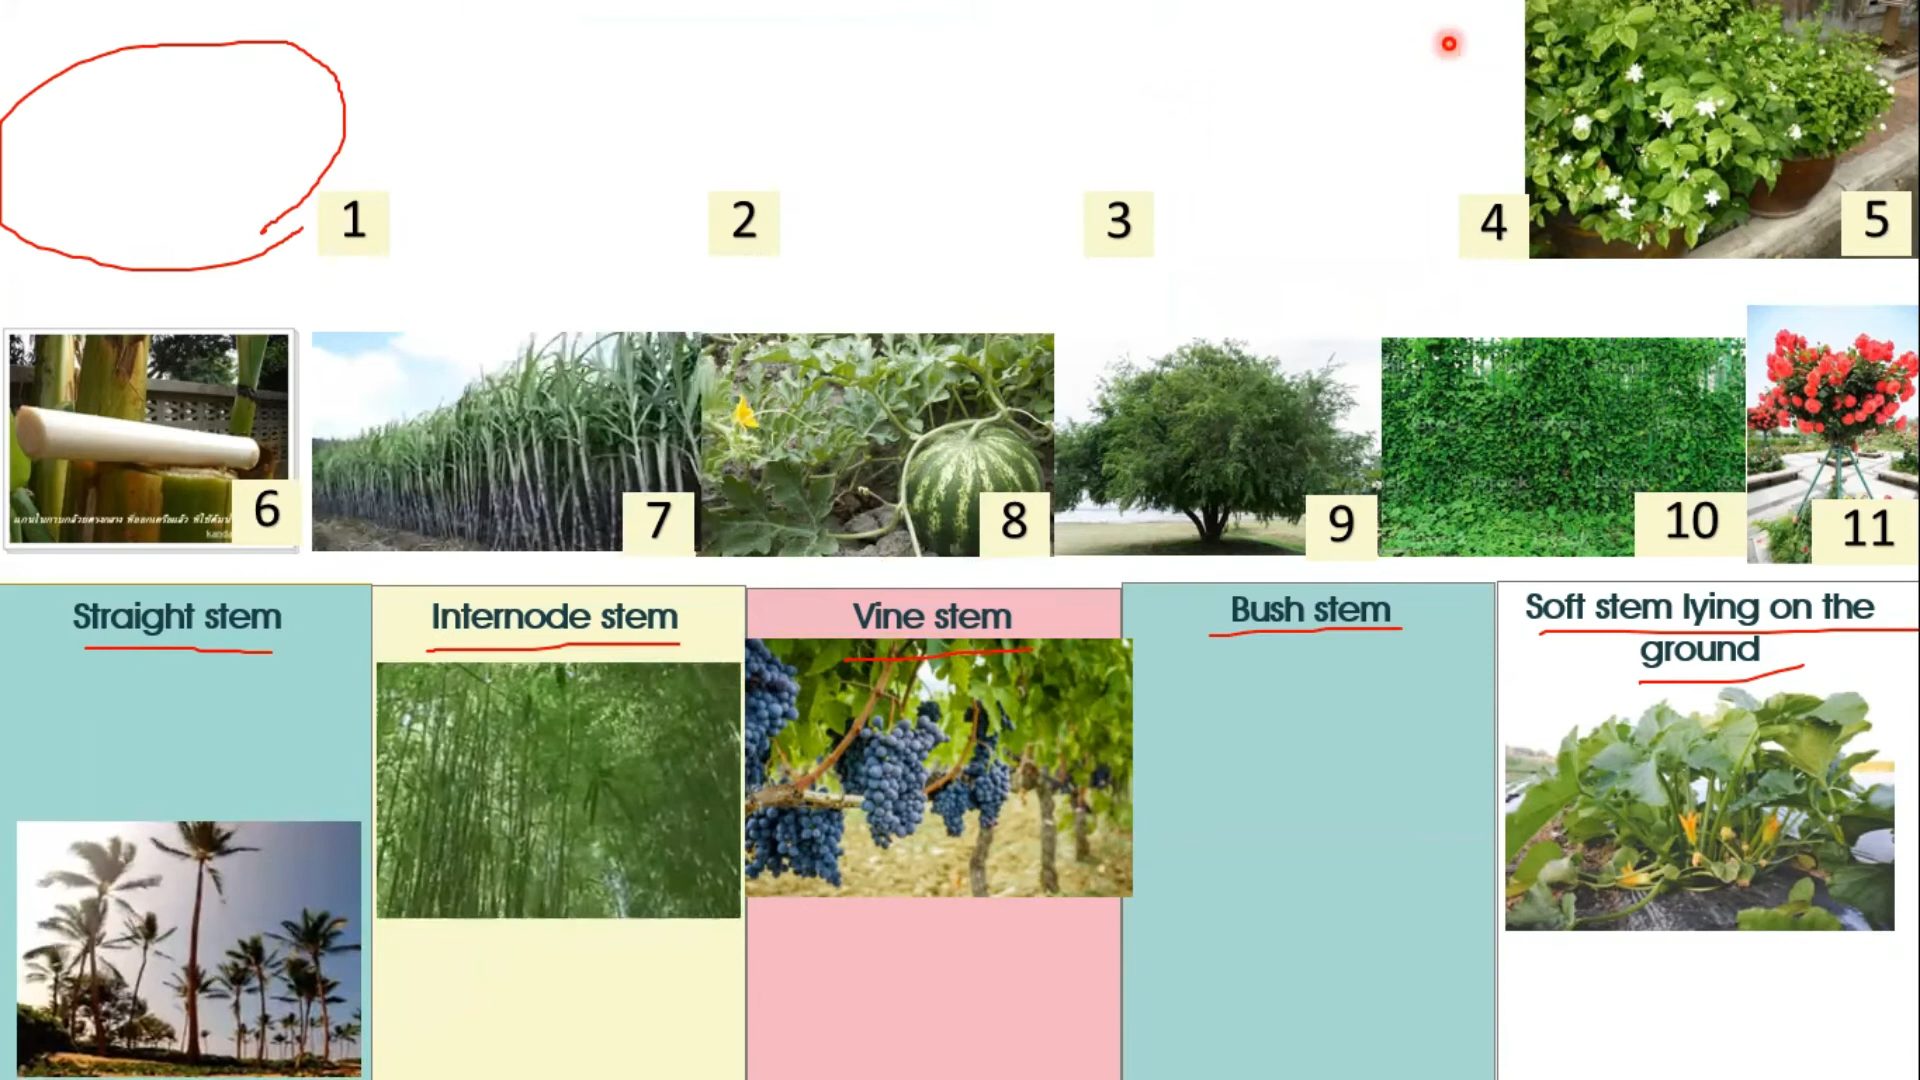 1
2
3
4
5
6
7
8
9
10
11
Straight stem
Internode stem
Vine stem
Bush stem
Soft stem lying on the
ground